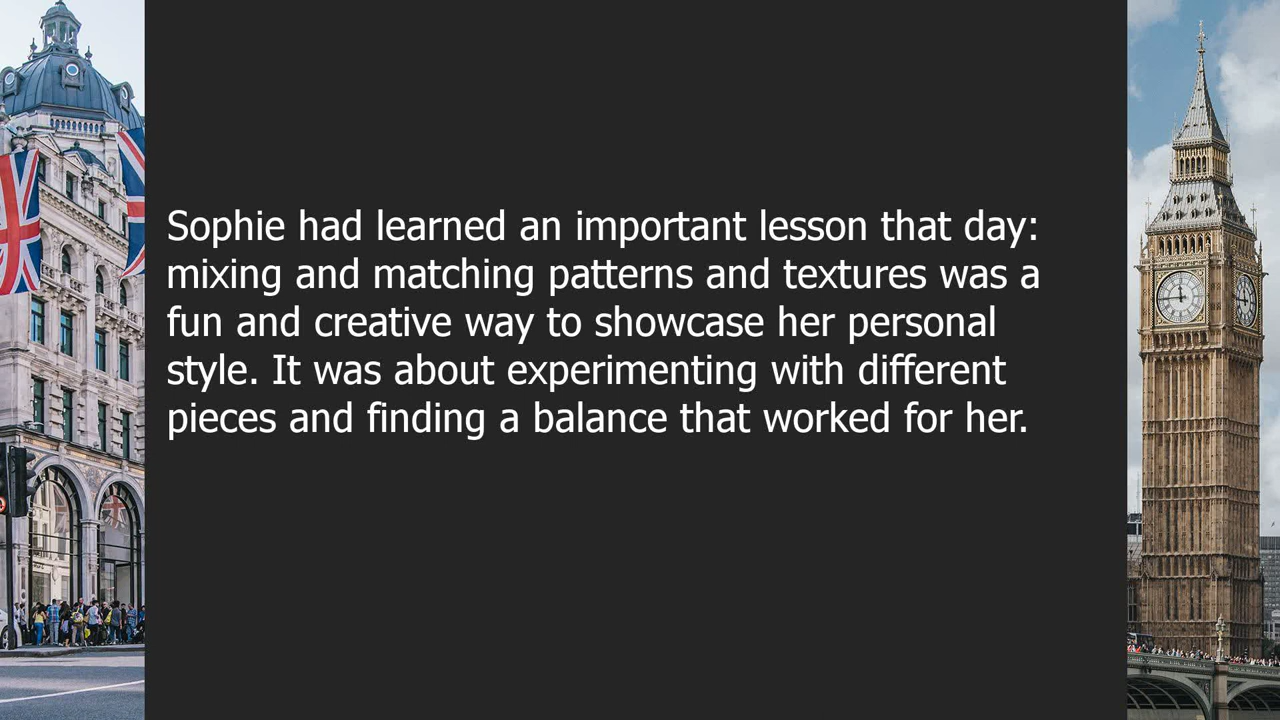 Sophie had learned an important lesson that day:
mixing and matching patterns and textures was a
fun and creative way to showcase her personal
style. It was about experimenting with different
pieces and finding a balance that worked for her.